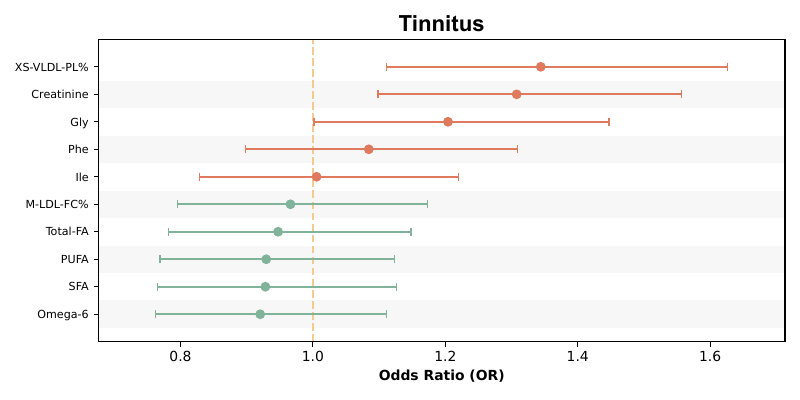 Tinnitus
XS-VLDL-PL%
Creatinine
Gly
Phe
Ile
M-LDL-FC%
Total-FA
PUFA
SFA
Omega-6
0.8 1.0 1.2 1.4 1.6
Odds Ratio (OR)